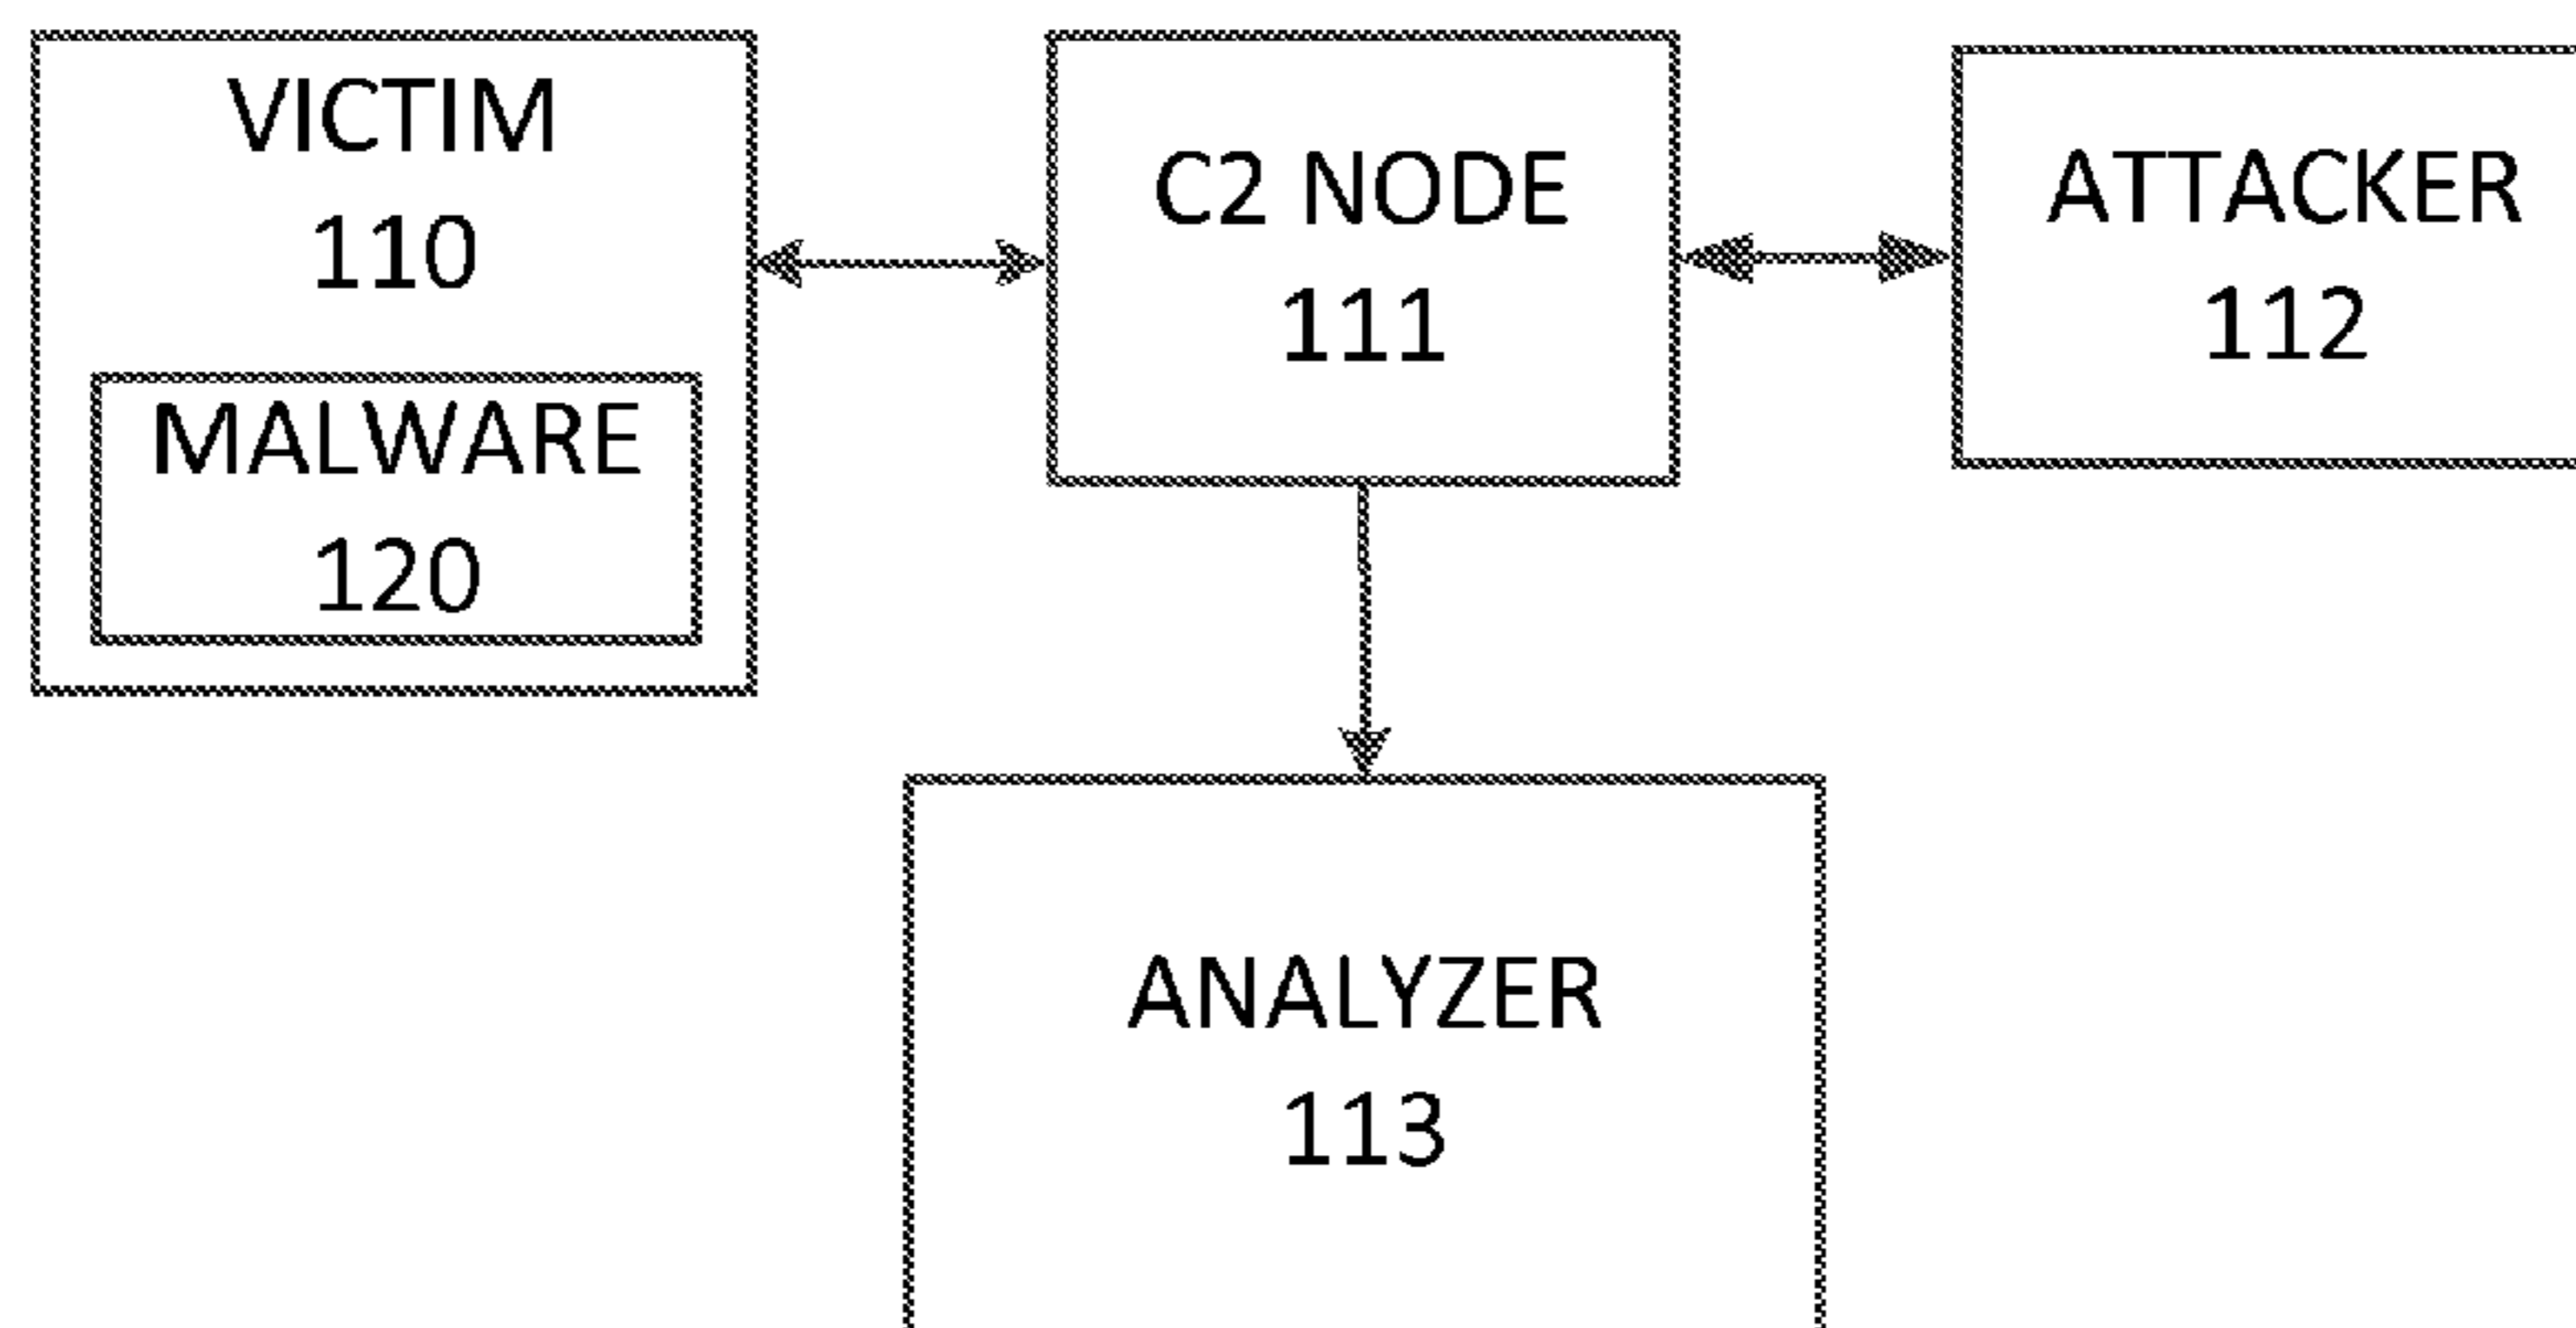 VICTIM
110
MALWARE
120
C2 NODE
111
ATTACKER
112
ANALYZER
113